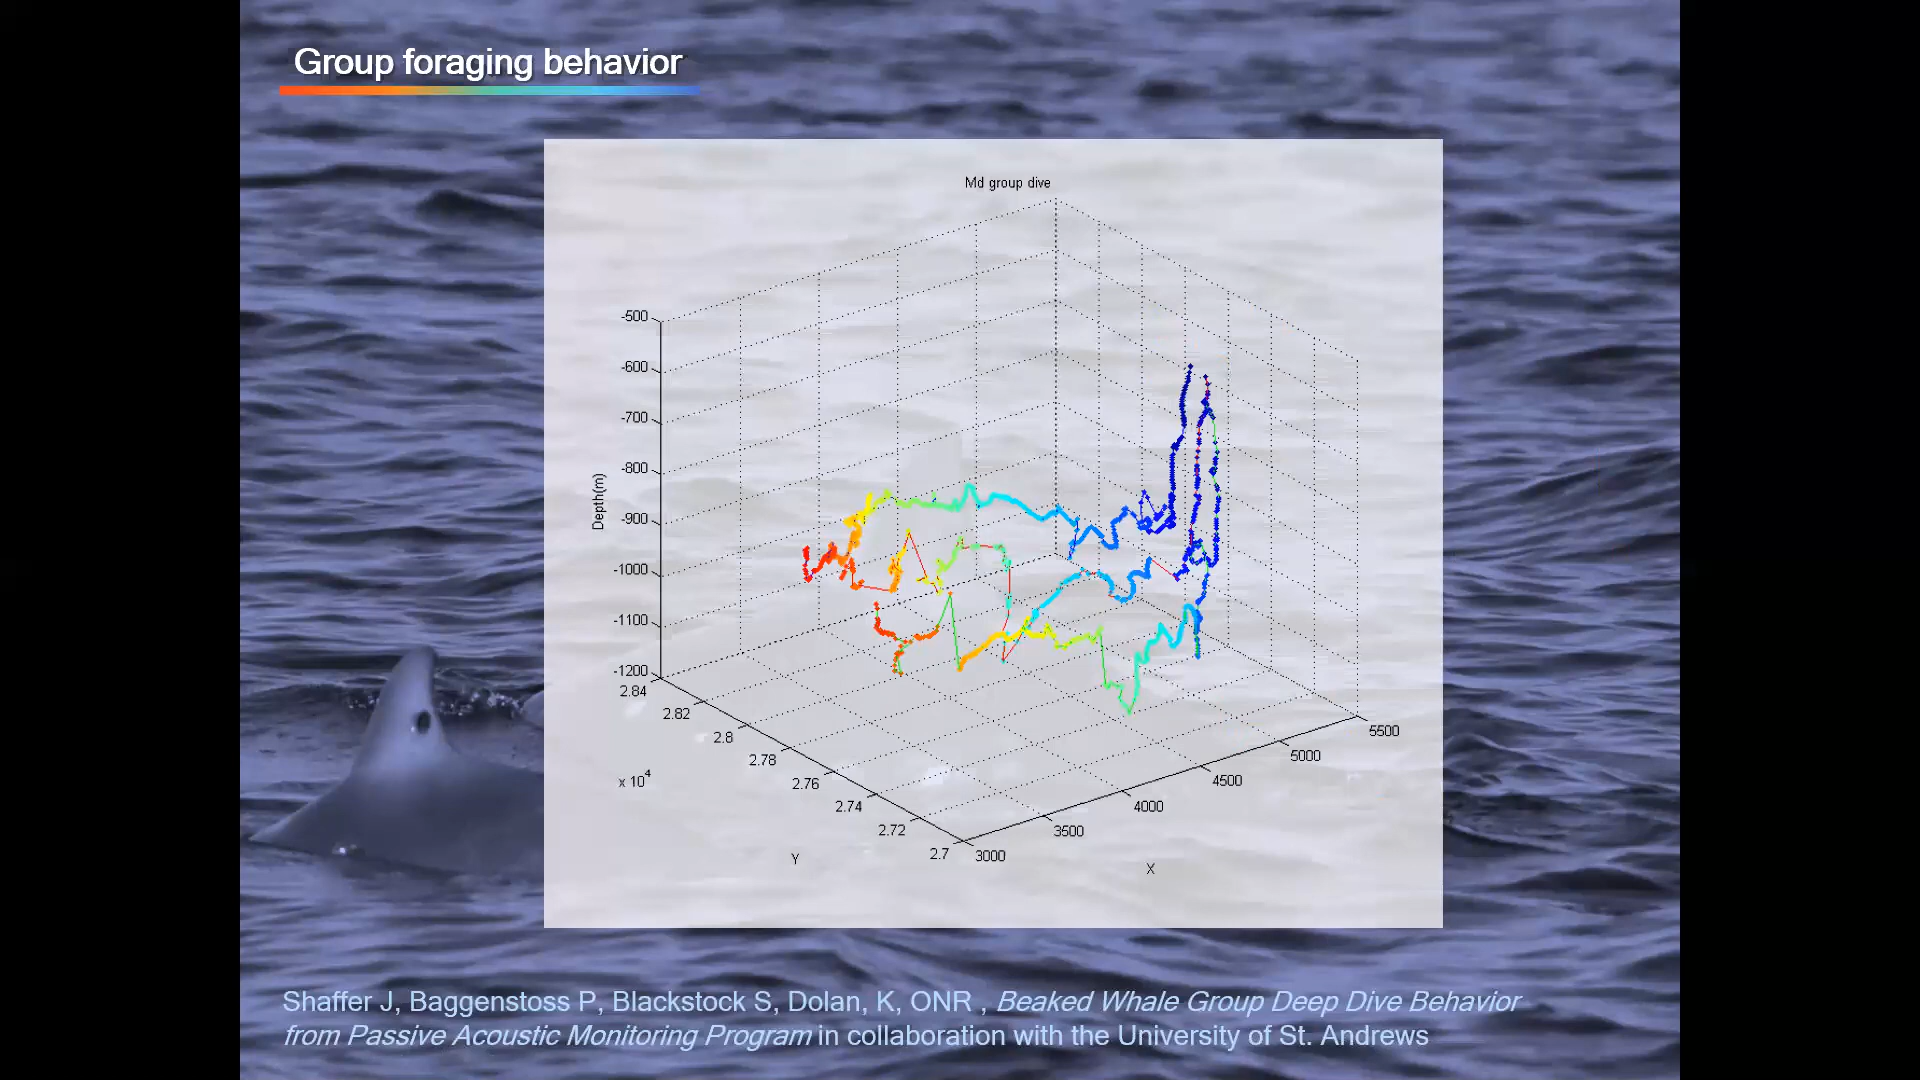 Group foraging behavior
Md group dive
-500
-600
-700
-800
-900
-1000
-1100
-1200
Depth(m)
2.84
2.82
2.8
2.78
2.76
2.74
2.72
2.7
x 10^4
Y
3000
3500
4000
4500
5000
5500
X
Shaffer J, Baggenstoss P, Blackstock S, Dolan, K, ONR , Beaked Whale Group Deep Dive Behavior
from Passive Acoustic Monitoring Program in collaboration with the University of St. Andrews